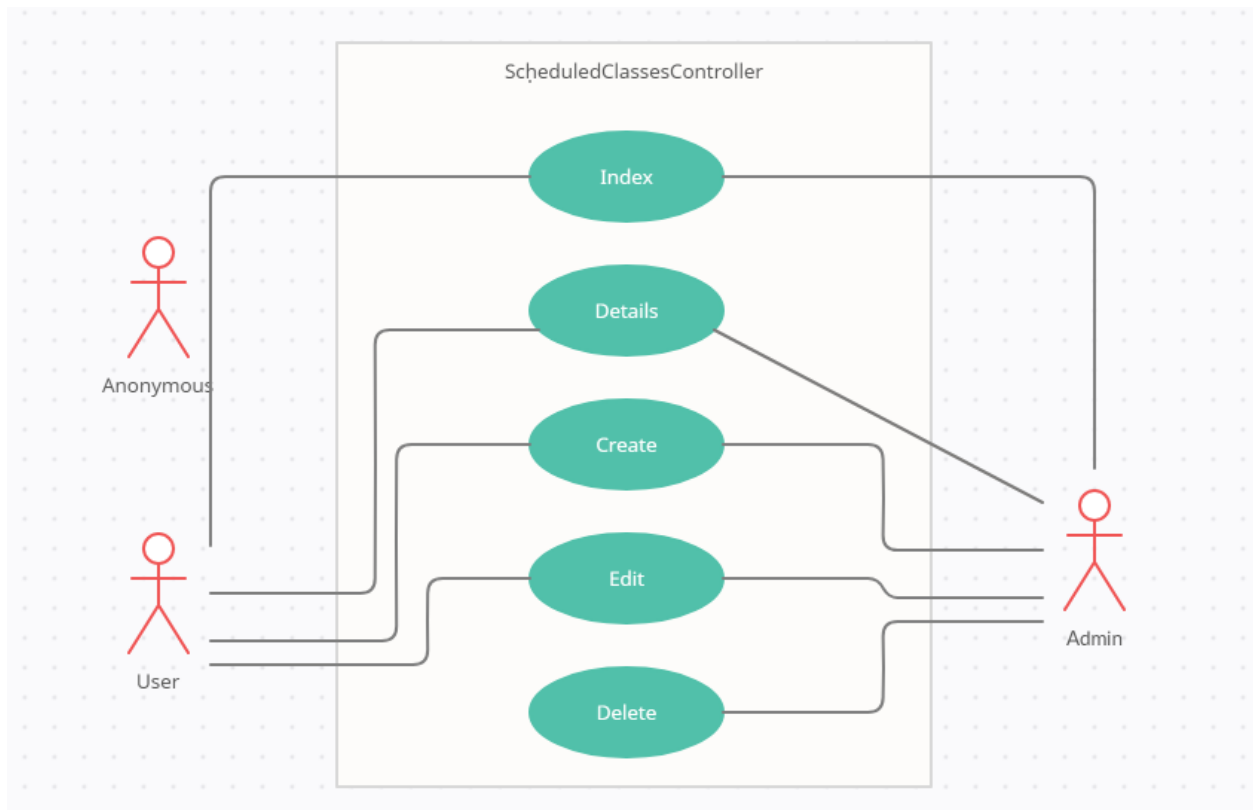 ScheduledClassesController
Index
Details
Anonymous
Create
Edit
Admin
User
Delete